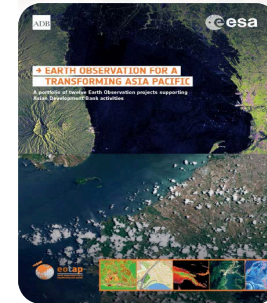 ADB
esa
→ EARTH OBSERVATION FOR A
TRANSFORMING ASIA PACIFIC
A portfolio of twelve Earth Observation projects supporting
Asian Development Bank activities
eotap